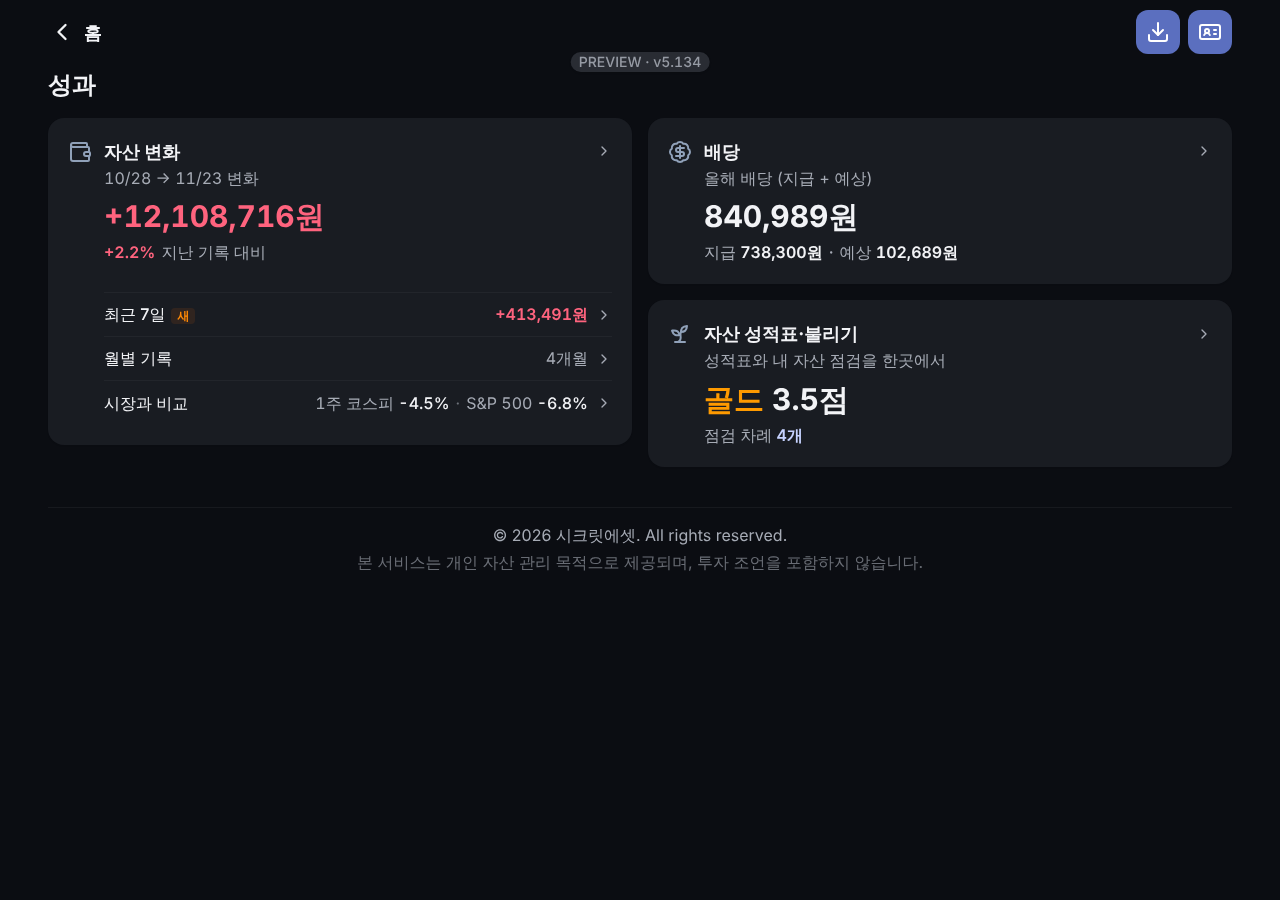 홈
PREVIEW · v5.134
성과
자산 변화
10/28 → 11/23 변화
+12,108,716원
+2.2% 지난 기록 대비
최근 7일 새 +413,491원
월별 기록 4개월
시장과 비교 1주 코스피 -4.5% · S&P 500 -6.8%
배당
올해 배당 (지급 + 예상)
840,989원
지급 738,300원 · 예상 102,689원
자산 성적표·불리기
성적표와 내 자산 점검을 한곳에서
골드 3.5점
점검 차례 4개
© 2026 시크릿에셋. All rights reserved.
본 서비스는 개인 자산 관리 목적으로 제공되며, 투자 조언을 포함하지 않습니다.